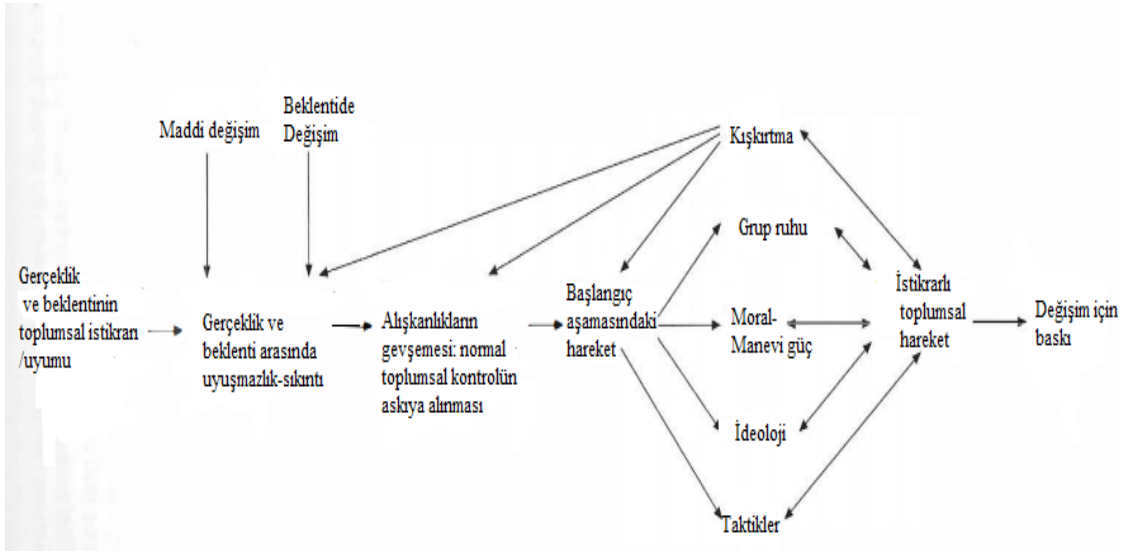 Maddi değişim
Beklentide
Değişim
Kışkırtma
Grup ruhu
Gerçeklik
ve beklentinin
toplumsal istikrarı
/uyumu
Gerçeklik ve
beklenti arasında
uyuşmazlık-sıkıntı
Alışkanlıkların
gevşemesi: normal
toplumsal kontrolün
askıya alınması
Başlangıç
aşamasındaki
hareket
Moral-
Manevi güç
İdeoloji
Taktikler
İstikrarlı
toplumsal
hareket
Değişim için
baskı